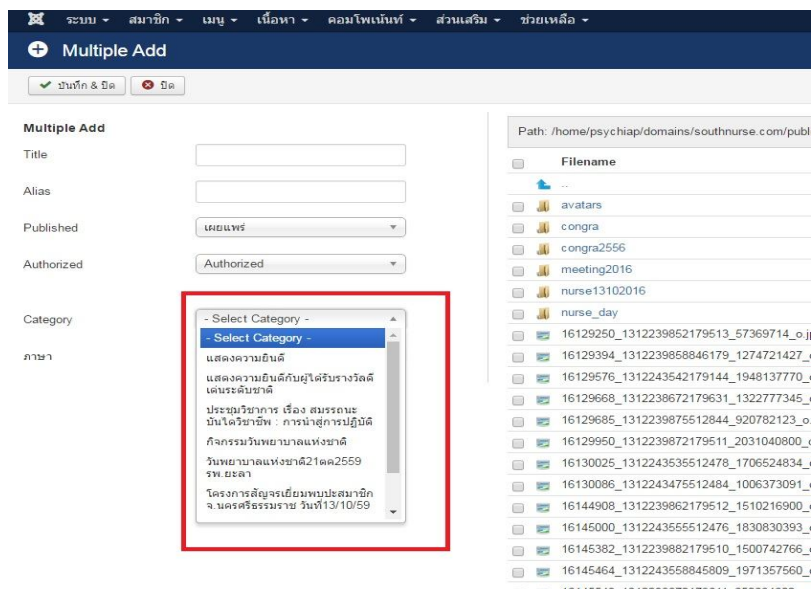 ระบบ สมาชิก เมนู เนื้อหา คอมโพเน้นท์ ส่วนเสริม ช่วยเหลือ
Multiple Add
บันทึก & ปิด ปิด
Multiple Add
Title
Alias
Published เผยแพร่
Authorized Authorized
Category - Select Category -
- Select Category -
แสดงความยินดี
แสดงความยินดีกับผู้ได้รับรางวัลดี
เด่นระดับชาติ
ประชุมวิชาการ เรื่อง สมรรถนะ
บันไดวิชาชีพ : การนำสู่การปฏิบัติ
กิจกรรมวันพยาบาลแห่งชาติ
วันพยาบาลแห่งชาติ21ตค2559
รพ.ยะลา
โครงการสัญจรเยี่ยมพบปะสมาชิก
จ.นครศรีธรรมราช วันที่13/10/59
ภาษา
Path: /home/psychiap/domains/southnurse.com/publ
Filename
..
avatars
congra
congra2556
meeting2016
nurse13102016
nurse_day
16129250_1312239852179513_57369714_o.j
16129394_1312239858846179_1274721427_
16129576_1312243542179144_1948137770_
16129668_1312238672179631_1322777345_
16129685_1312239875512844_920782123_o.
16129950_1312239872179511_2031040800_
16130025_1312243535512478_1706524834_
16130086_1312243475512484_1006373091_
16144908_1312239862179512_1510216900_
16145000_1312243555512476_1830830393_
16145382_1312239882179510_1500742766_
16145464_1312243558845809_1971357560_